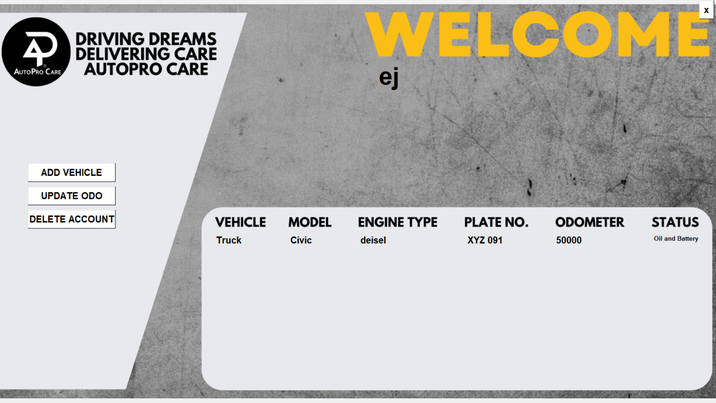 x
WELCOME
ej
AP
AUTOPRO CARE
DRIVING DREAMS
DELIVERING CARE
AUTOPRO CARE
ADD VEHICLE
UPDATE ODO
DELETE ACCOUNT
VEHICLE MODEL ENGINE TYPE PLATE NO. ODOMETER STATUS
Truck Civic deisel XYZ 091 50000 Oil and Battery